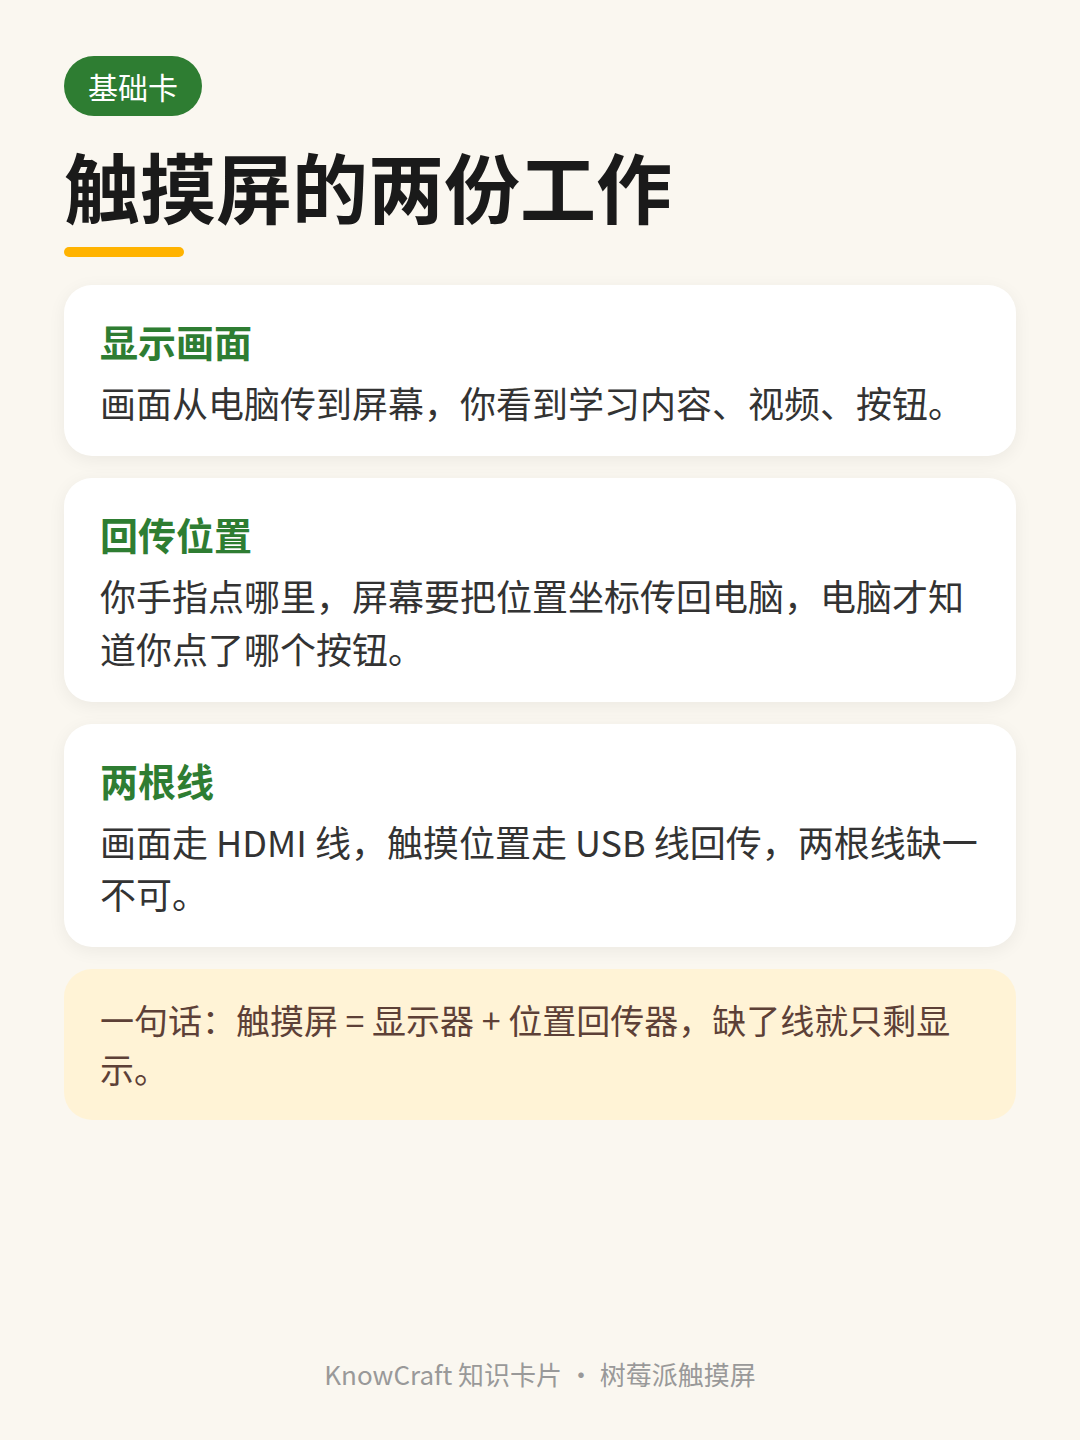 基础卡
触摸屏的两份工作
显示画面
画面从电脑传到屏幕，你看到学习内容、视频、按钮。
回传位置
你手指点哪里，屏幕要把位置坐标传回电脑，电脑才知
道你点了哪个按钮。
两根线
画面走 HDMI 线，触摸位置走 USB 线回传，两根线缺一
不可。
一句话：触摸屏 = 显示器 + 位置回传器，缺了线就只剩显
示。
KnowCraft 知识卡片 · 树莓派触摸屏